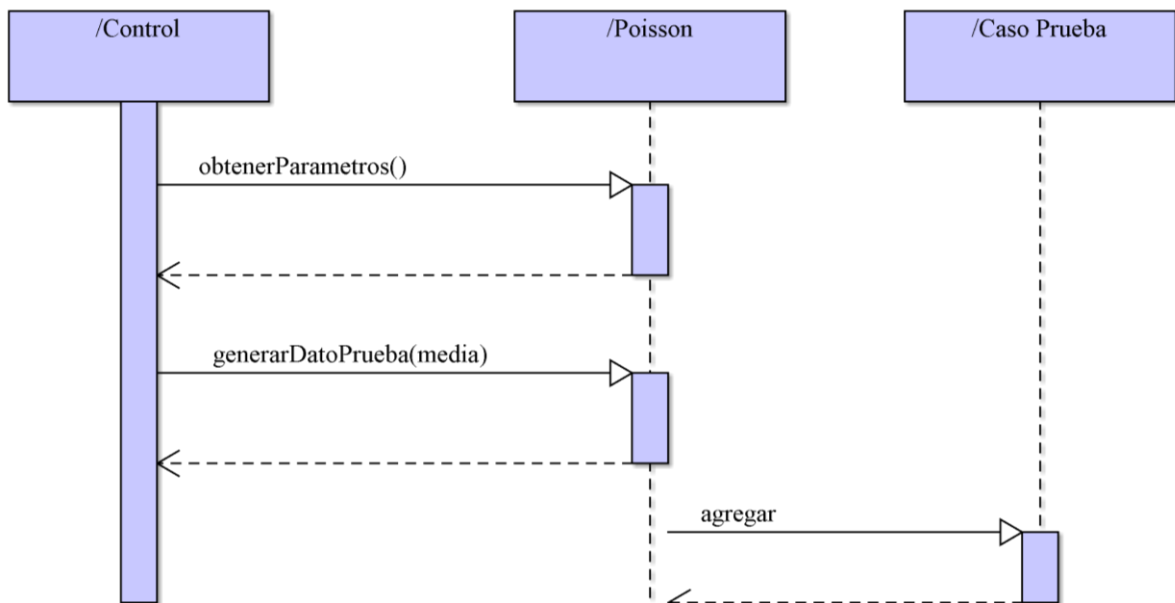 /Control
/Poisson
/Caso Prueba
obtenerParametros()
generarDatoPrueba(media)
agregar